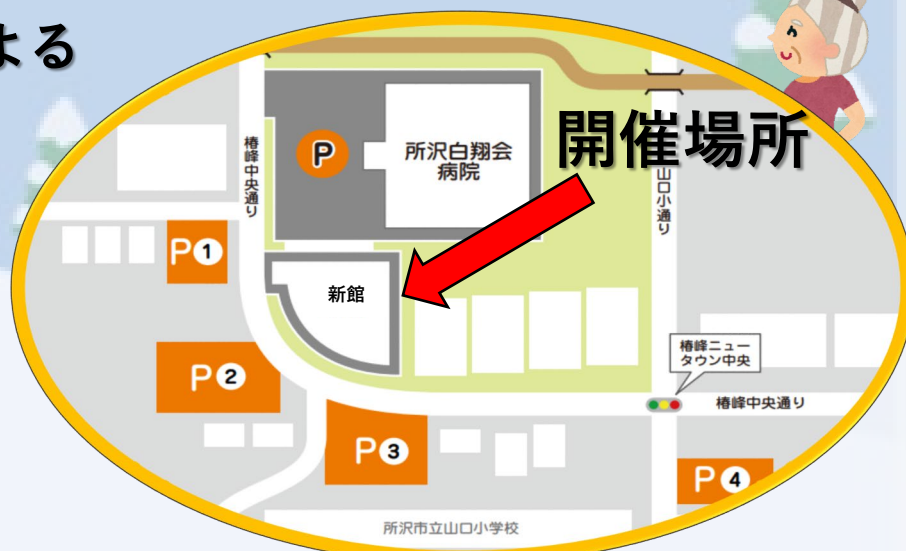 よる
開催場所
所沢白翔会
病院
P
椿峰中央通り
山口小通り
P1
新館
P2
椿峰ニュー
タウン中央
椿峰中央通り
P3
P4
所沢市立山口小学校